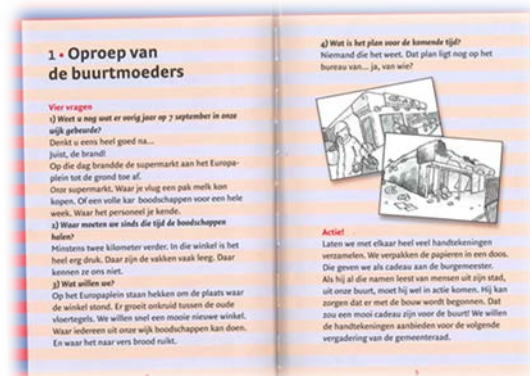 1 • Oproep van
de buurtmoeders
Vier vragen
1) Weet u nog wat er vorig jaar op 7 september in onze
wijk gebeurde?
Denkt u eens heel goed na...
Juist, de brand!
Op die dag brandde de supermarkt aan het Europa-
plein tot de grond toe af.
Onze supermarkt. Waar je vlug een pak melk kon
kopen. Of een volle kar boodschappen voor een hele
week. Waar het personeel je kende.
2) Waar moeten we sinds die tijd de boodschappen
halen?
Minstens twee kilometer verder. In die winkel is het
heel erg druk. Daar zijn de vakken vaak leeg. Daar
kennen ze ons niet.
3) Wat willen we?
Op het Europaplein staan hekken om de plaats waar
de winkel stond. Er groeit onkruid tussen de oude
vloertegels. We willen snel een mooie nieuwe winkel.
Waar iedereen uit onze wijk boodschappen kan doen.
En waar het naar vers brood ruikt.
4) Wat is het plan voor de komende tijd?
Niemand die het weet. Dat plan ligt nog op het
bureau van... ja, van wie?
Actie!
Laten we met elkaar heel veel handtekeningen
verzamelen. We verpakken de papieren in een doos.
Die geven we als cadeau aan de burgemeester.
Als hij al die namen leest van mensen uit zijn stad,
uit onze buurt, moet hij wel in actie komen. Hij kan
zorgen dat er met de bouw wordt begonnen. Dat
zou een mooi cadeau zijn voor de buurt! We willen
de handtekeningen aanbieden voor de volgende
vergadering van de gemeenteraad.